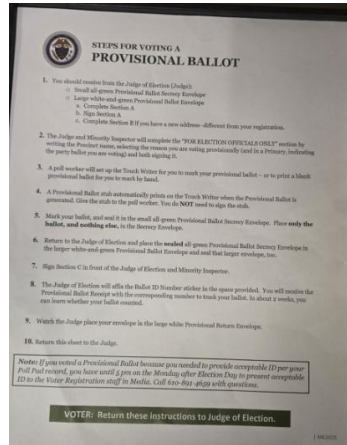 STEPS FOR VOTING A
PROVISIONAL BALLOT
1. You should receive from the Judge of Election (Judge):
○ Small all-green Provisional Ballot Secrecy Envelope
○ Large white-and-green Provisional Ballot Envelope
a. Complete Section A
b. Sign Section A
c. Complete Section B if you have a new address-different from your registration.
2. The Judge and Minority Inspector will complete the "FOR ELECTION OFFICIALS ONLY" section by
writing the Precinct name, selecting the reason you are voting provisionally (and in a Primary, indicating
the party ballot you are voting) and both signing it.
3. A poll worker will set up the Touch Writer for you to mark your provisional ballot – or to print a blank
provisional ballot for you to mark by hand.
4. A Provisional Ballot stub automatically prints on the Touch Writer when the Provisional Ballot is
generated. Give the stub to the poll worker. You do NOT need to sign the stub.
5. Mark your ballot, and seal it in the small all-green Provisional Ballot Secrecy Envelope. Place only the
ballot, and nothing else, in the Secrecy Envelope.
6. Return to the Judge of Election and place the sealed all-green Provisional Ballot Secrecy Envelope in
the larger white-and-green Provisional Ballot Envelope and seal that larger envelope, too.
7. Sign Section C in front of the Judge of Election and Minority Inspector.
8. The Judge of Election will affix the Ballot ID Number sticker in the space provided. You will receive the
Provisional Ballot Receipt with the corresponding number to track your ballot. In about 2 weeks, you
can learn whether your ballot counted.
9. Watch the Judge place your envelope in the large white Provisional Return Envelope.
10. Return this sheet to the Judge.
Note: If you voted a Provisional Ballot because you needed to provide acceptable ID per your
Poll Pad record, you have until 5 pm on the Monday after Election Day to present acceptable
ID to the Voter Registration staff in Media. Call 610-891-4659 with questions.
VOTER: Return these instructions to Judge of Election.